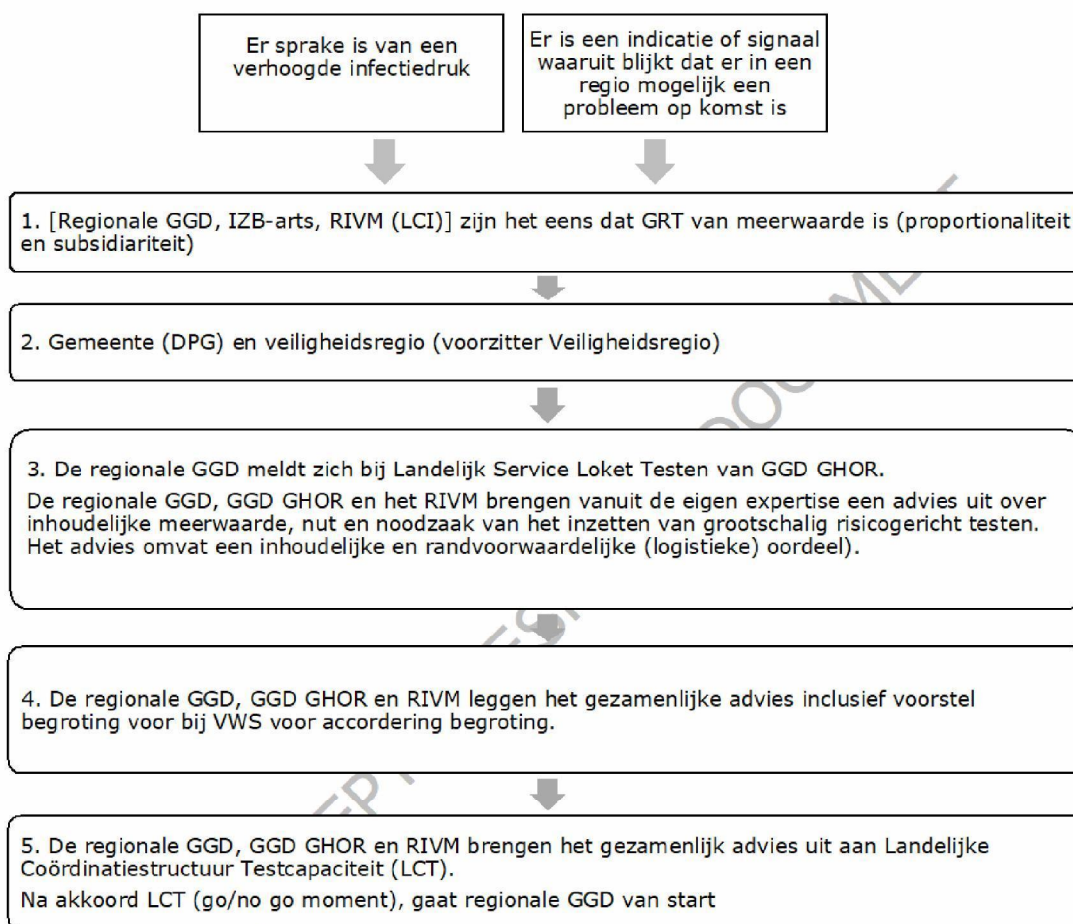 Er sprake is van een
verhoogde infectiedruk
Er is een indicatie of signaal
waaruit blijkt dat er in een
regio mogelijk een
probleem op komst is
1. [Regionale GGD, IZB-arts, RIVM (LCI)] zijn het eens dat GRT van meerwaarde is (proportionaliteit
en subsidiariteit)
2. Gemeente (DPG) en veiligheidsregio (voorzitter Veiligheidsregio)
3. De regionale GGD meldt zich bij Landelijk Service Loket Testen van GGD GHOR.
De regionale GGD, GGD GHOR en het RIVM brengen vanuit de eigen expertise een advies uit over
inhoudelijke meerwaarde, nut en noodzaak van het inzetten van grootschalig risicogericht testen.
Het advies omvat een inhoudelijke en randvoorwaardelijke (logistieke) oordeel).
4. De regionale GGD, GGD GHOR en RIVM leggen het gezamenlijke advies inclusief voorstel
begroting voor bij VWS voor accordering begroting.
5. De regionale GGD, GGD GHOR en RIVM brengen het gezamenlijk advies uit aan Landelijke
Coördinatiestructuur Testcapaciteit (LCT).
Na akkoord LCT (go/no go moment), gaat regionale GGD van start